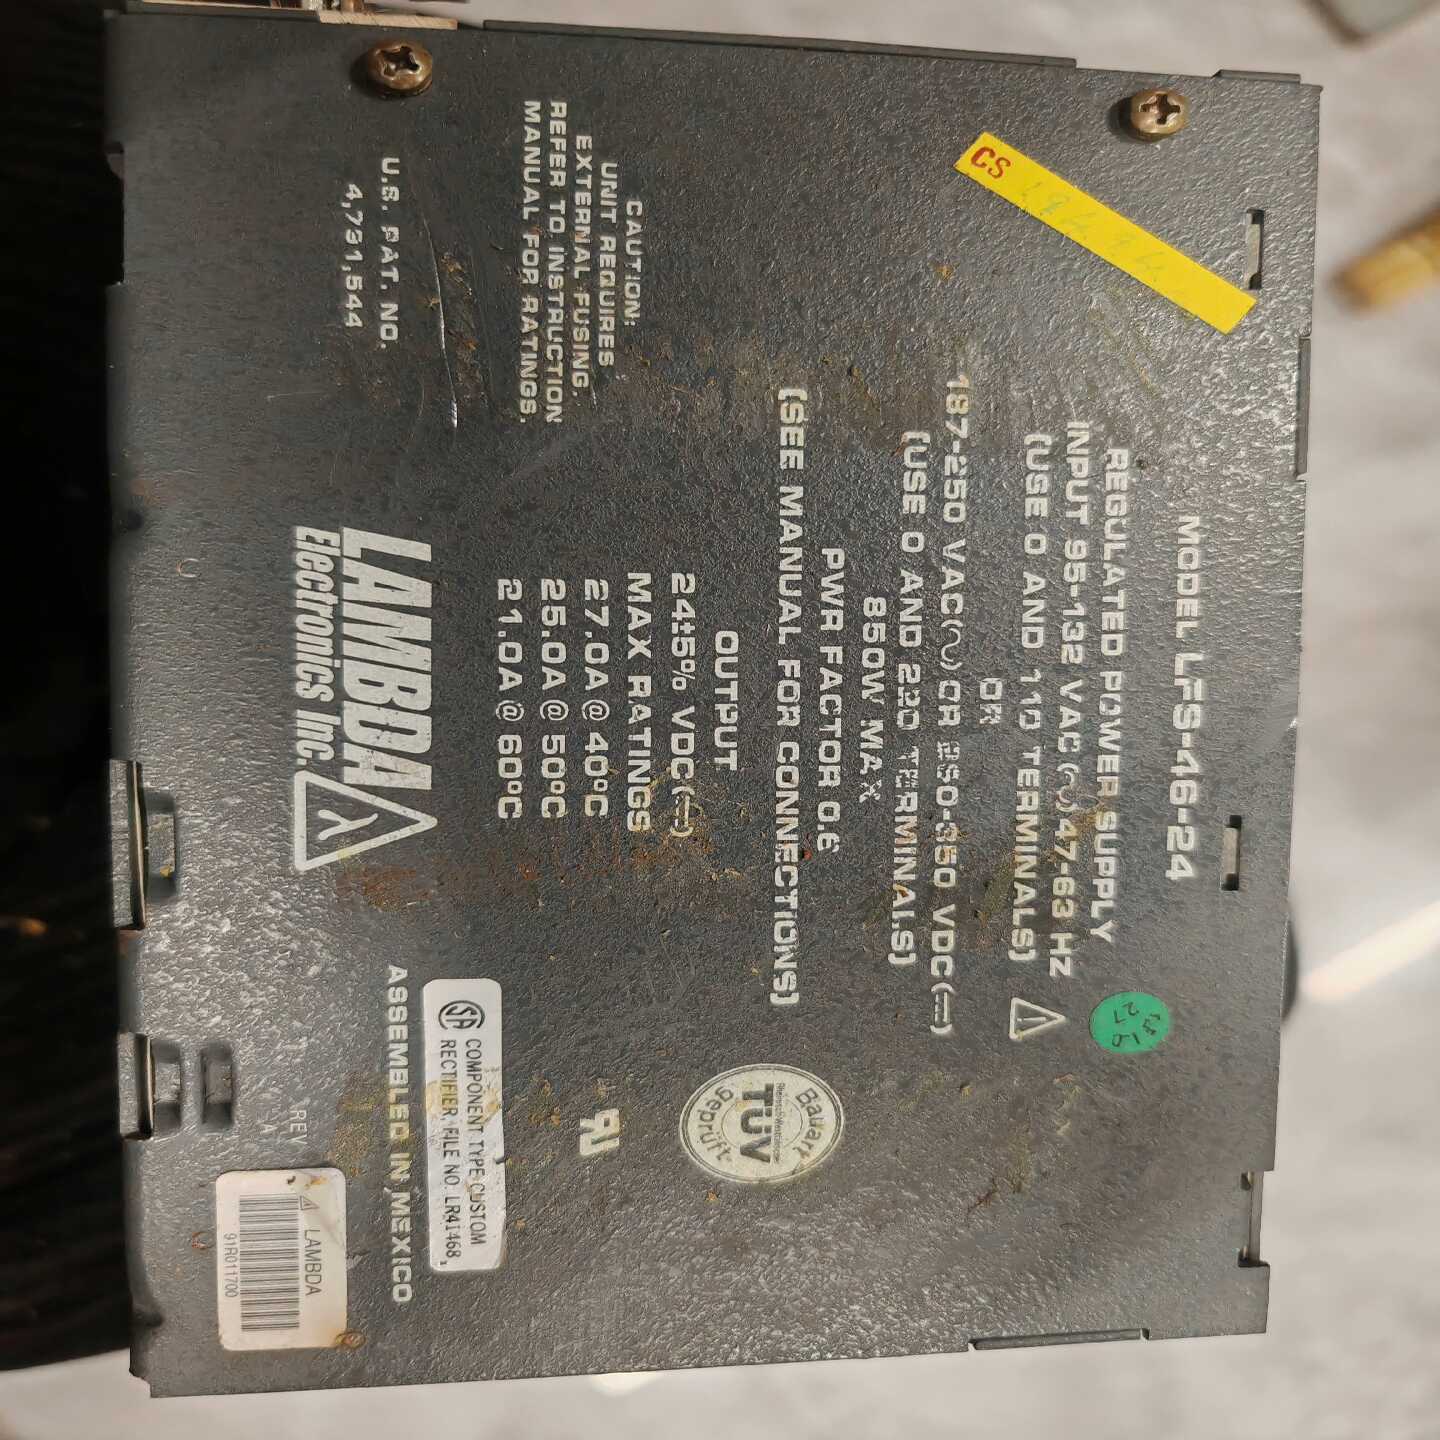 MODEL LFS-46-24
REGULATED POWER SUPPLY
INPUT 95-132 VAC(~)47-63 HZ
(USE 0 AND 110 TERMINALS)
OR
187-250 VAC(~)OR 250-350 VDC(⎓)
(USE 0 AND 220 TERMINALS)
850W MAX
PWR FACTOR 0.6
(SEE MANUAL FOR CONNECTIONS)
OUTPUT
24±5% VDC(⎓)
MAX RATINGS
27.0A @ 40°C
25.0A @ 50°C
21.0A @ 60°C
LAMBDA
Electronics Inc.
CS
CAUTION:
UNIT REQUIRES
EXTERNAL FUSING.
REFER TO INSTRUCTION
MANUAL FOR RATINGS.
U.S. PAT. NO.
4,731,544
Bauart
TÜV
geprüft
COMPONENT TYPE CUSTOM
RECTIFIER, FILE NO. LR41468,
ASSEMBLED IN MEXICO
REV
A
LAMBDA
91R011700